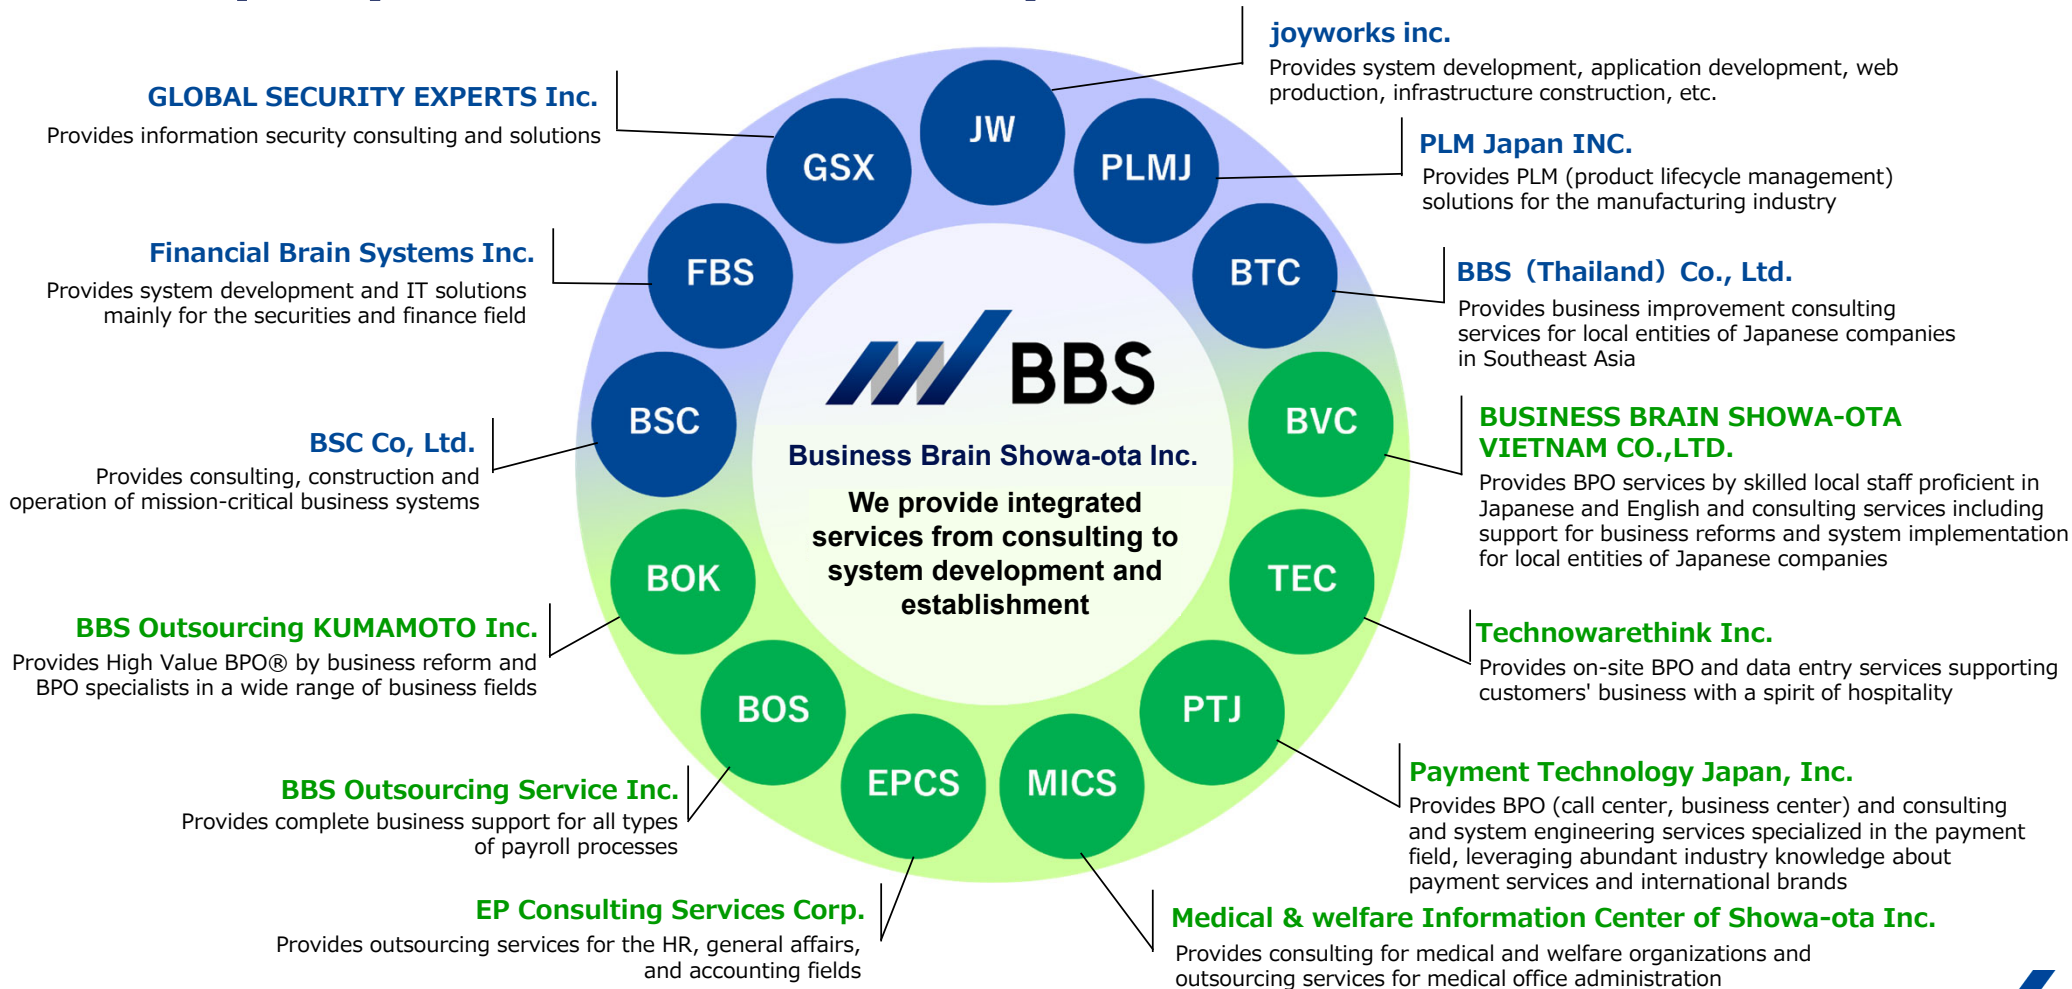 joyworks inc.
Provides system development, application development, web
production, infrastructure construction, etc.
GLOBAL SECURITY EXPERTS Inc.
Provides information security consulting and solutions
PLM Japan INC.
Provides PLM (product lifecycle management)
solutions for the manufacturing industry
Financial Brain Systems Inc.
Provides system development and IT solutions
mainly for the securities and finance field
BBS（Thailand）Co., Ltd.
Provides business improvement consulting
services for local entities of Japanese companies
in Southeast Asia
BSC Co, Ltd.
Provides consulting, construction and
operation of mission-critical business systems
BUSINESS BRAIN SHOWA-OTA
VIETNAM CO.,LTD.
Provides BPO services by skilled local staff proficient in
Japanese and English and consulting services including
support for business reforms and system implementation
for local entities of Japanese companies
BBS Outsourcing KUMAMOTO Inc.
Provides High Value BPO® by business reform and
BPO specialists in a wide range of business fields
Technowarethink Inc.
Provides on-site BPO and data entry services supporting
customers' business with a spirit of hospitality
BBS Outsourcing Service Inc.
Provides complete business support for all types
of payroll processes
Payment Technology Japan, Inc.
Provides BPO (call center, business center) and consulting
and system engineering services specialized in the payment
field, leveraging abundant industry knowledge about
payment services and international brands
EP Consulting Services Corp.
Provides outsourcing services for the HR, general affairs,
and accounting fields
Medical & welfare Information Center of Showa-ota Inc.
Provides consulting for medical and welfare organizations and
outsourcing services for medical office administration
JW
GSX
PLMJ
FBS
BTC
BSC
BVC
BOK
TEC
BOS
PTJ
EPCS
MICS
BBS
Business Brain Showa-ota Inc.
We provide integrated
services from consulting to
system development and
establishment